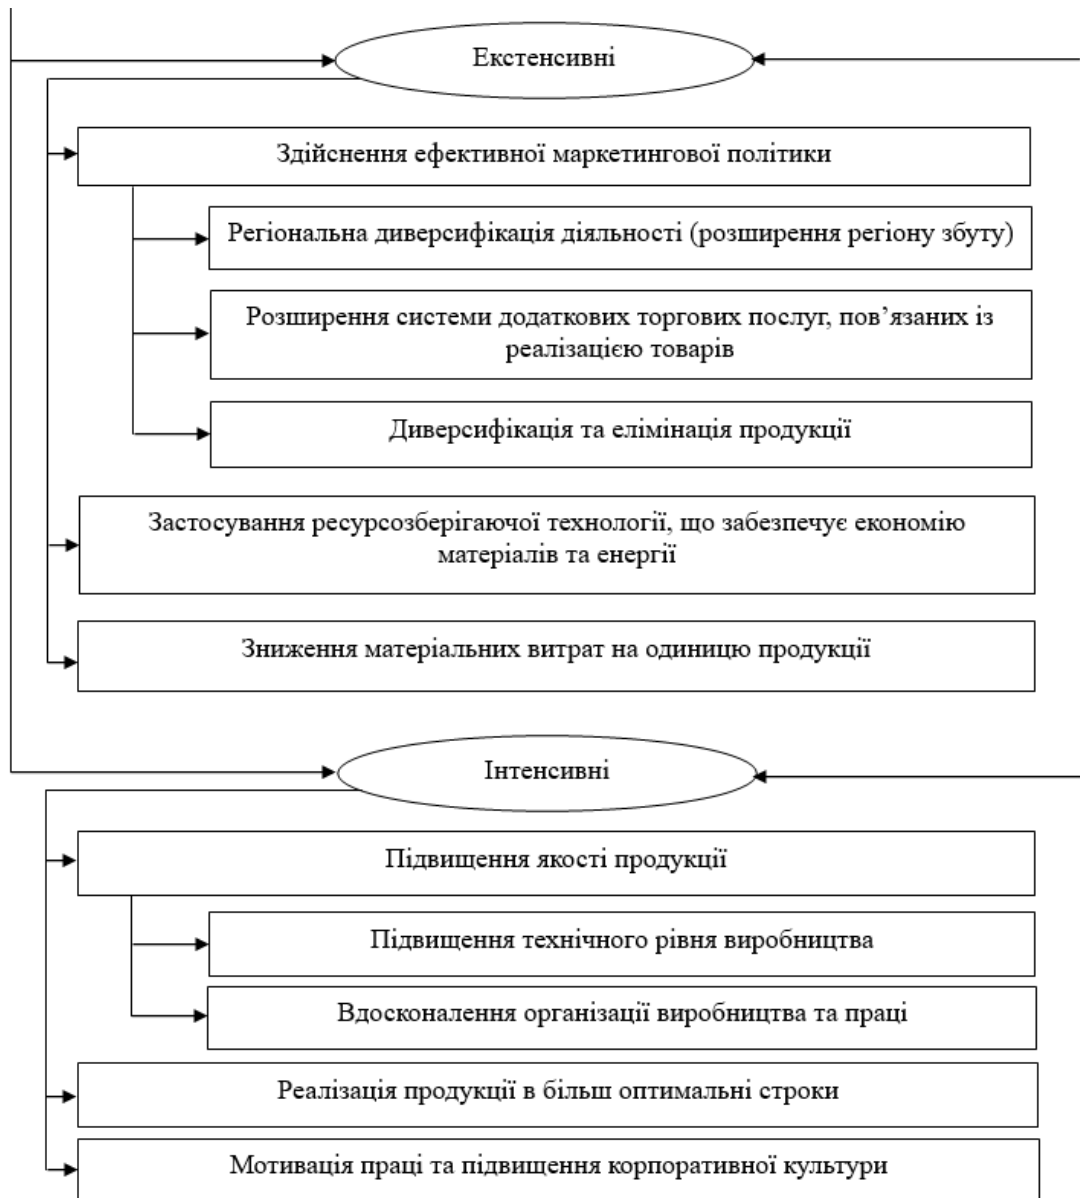 Екстенсивні
Здійснення ефективної маркетингової політики
Регіональна диверсифікація діяльності (розширення регіону збуту)
Розширення системи додаткових торгових послуг, пов’язаних із
реалізацією товарів
Диверсифікація та елімінація продукції
Застосування ресурсозберігаючої технології, що забезпечує економію
матеріалів та енергії
Зниження матеріальних витрат на одиницю продукції
Інтенсивні
Підвищення якості продукції
Підвищення технічного рівня виробництва
Вдосконалення організації виробництва та праці
Реалізація продукції в більш оптимальні строки
Мотивація праці та підвищення корпоративної культури